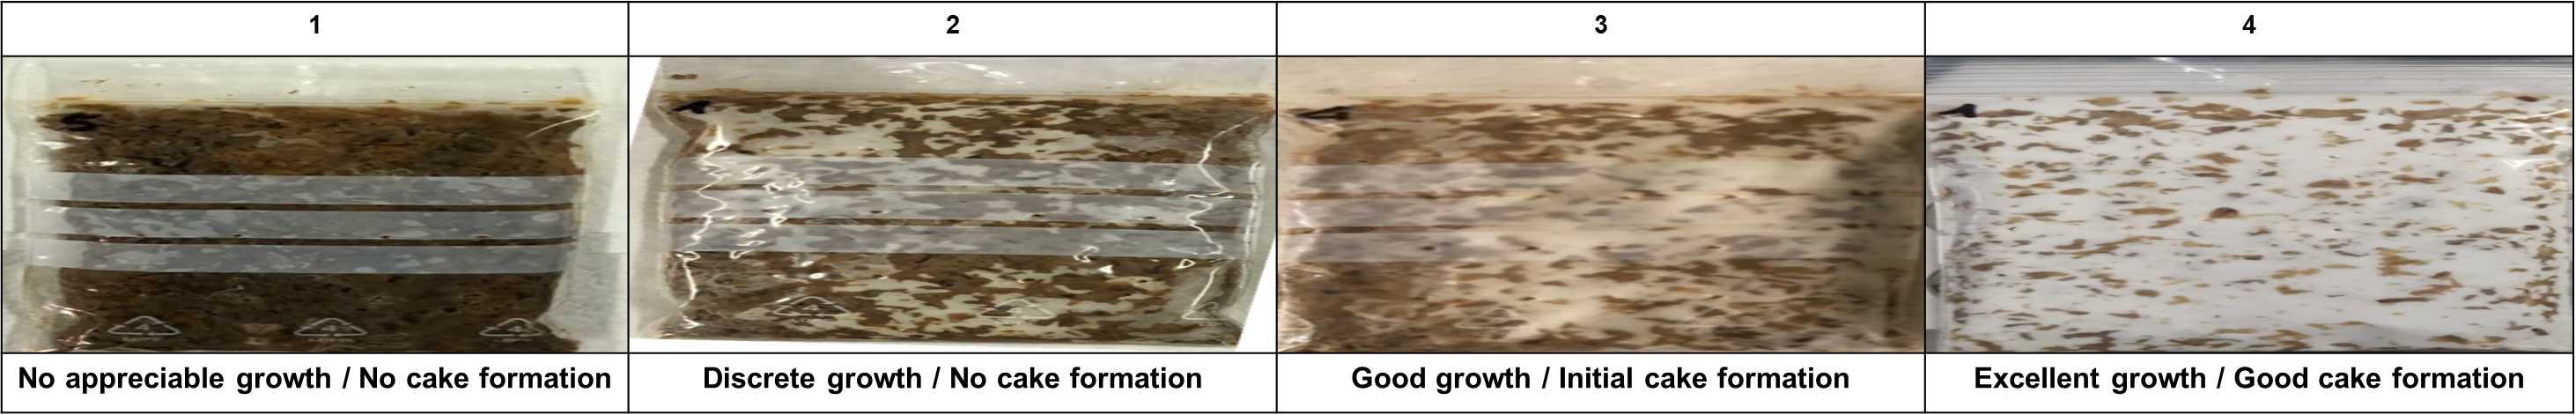 1
2
3
4
No appreciable growth / No cake formation
Discrete growth / No cake formation
Good growth / Initial cake formation
Excellent growth / Good cake formation